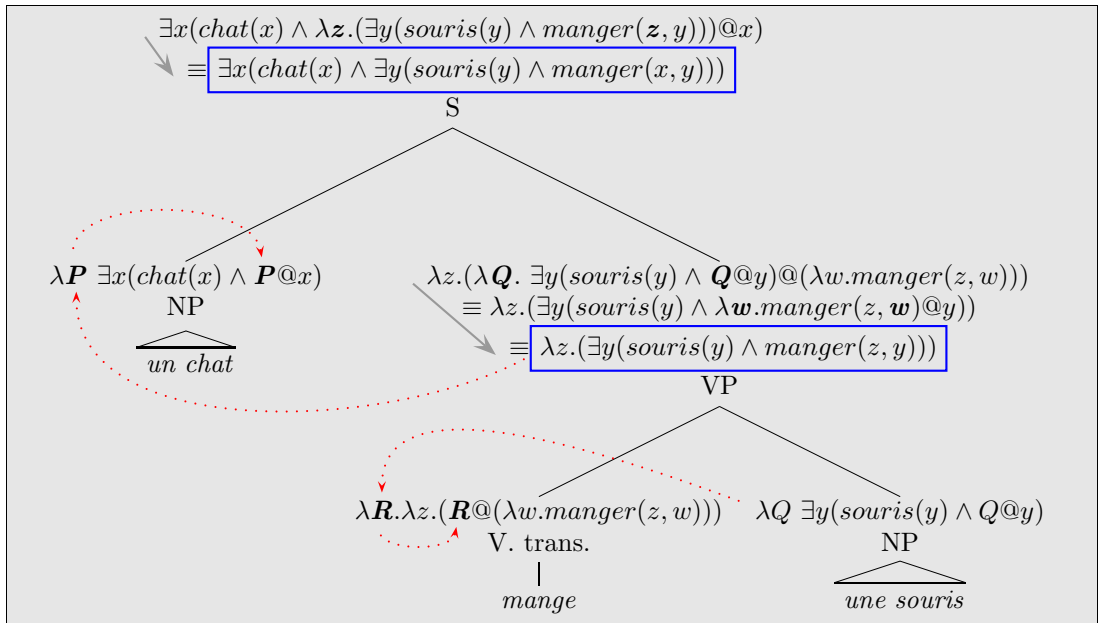 ∃x(chat(x) ∧ λz.(∃y(souris(y) ∧ manger(z, y)))@x)
≡ ∃x(chat(x) ∧ ∃y(souris(y) ∧ manger(x, y)))
S
λP ∃x(chat(x) ∧ P@x)
NP
un chat
λz.(λQ. ∃y(souris(y) ∧ Q@y)@(λw.manger(z, w)))
≡ λz.(∃y(souris(y) ∧ λw.manger(z, w)@y))
≡ λz.(∃y(souris(y) ∧ manger(z, y)))
VP
λR.λz.(R@(λw.manger(z, w)))
V. trans.
mange
λQ ∃y(souris(y) ∧ Q@y)
NP
une souris